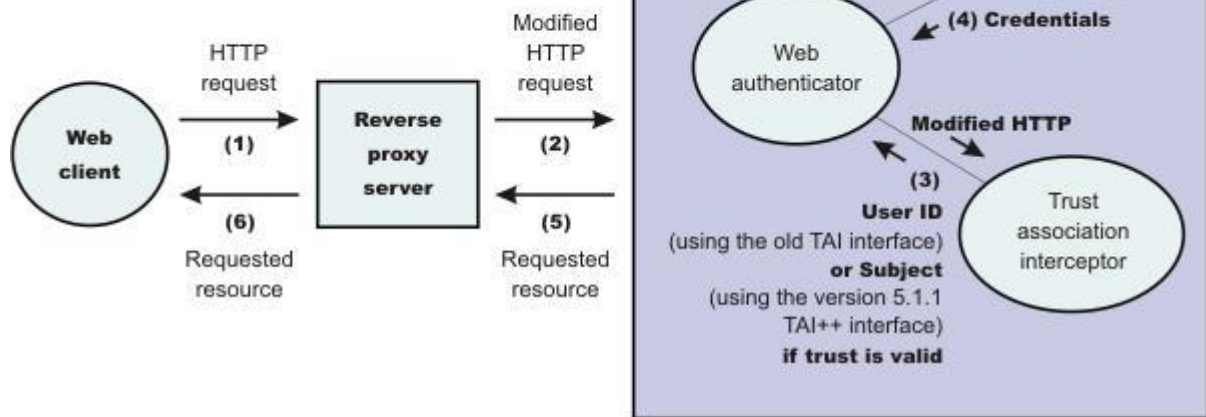 Web
client
HTTP
request
(1)
(6)
Requested
resource
Reverse
proxy
server
Modified
HTTP
request
(2)
(5)
Requested
resource
(4) Credentials
Web
authenticator
Modified HTTP
(3)
User ID
(using the old TAI interface)
or Subject
(using the version 5.1.1
TAI++ interface)
if trust is valid
Trust
association
interceptor